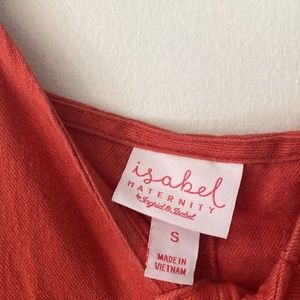 isabel
MATERNITY
by Ingrid & Isabel
S
MADE IN
VIETNAM